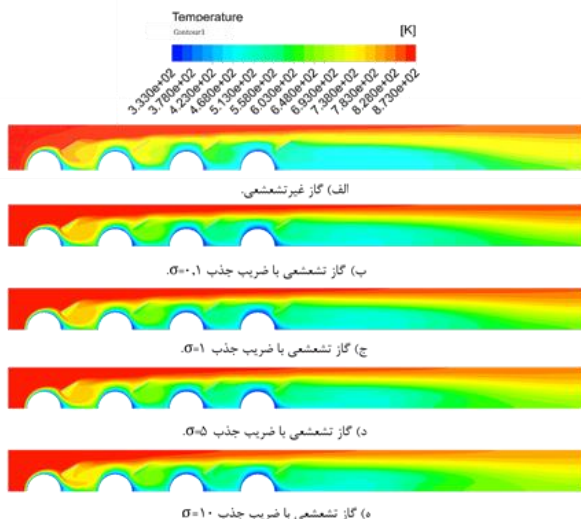 Temperature
Contour1
[K]
3.330e+02
3.780e+02
4.230e+02
4.680e+02
5.130e+02
5.580e+02
6.030e+02
6.480e+02
6.930e+02
7.380e+02
7.830e+02
8.280e+02
8.730e+02
الف) گاز غیرتشعشعی.
ب) گاز تشعشعی با ضریب جذب σ=۰,۱.
ج) گاز تشعشعی با ضریب جذب σ=۱.
د) گاز تشعشعی با ضریب جذب σ=۵.
ه) گاز تشعشعی با ضریب جذب σ=۱۰